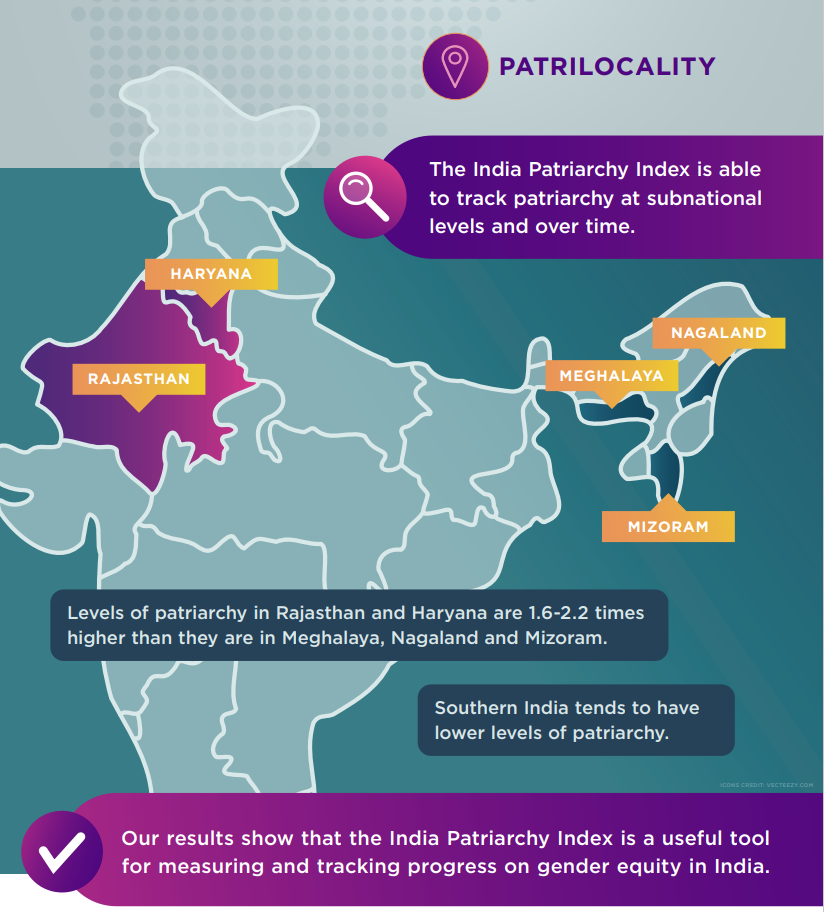 PATRILOCALITY
The India Patriarchy Index is able
to track patriarchy at subnational
levels and over time.
HARYANA
NAGALAND
RAJASTHAN
MEGHALAYA
MIZORAM
Levels of patriarchy in Rajasthan and Haryana are 1.6-2.2 times
higher than they are in Meghalaya, Nagaland and Mizoram.
Southern India tends to have
lower levels of patriarchy.
ICONS CREDIT: VECTEEZY.COM
Our results show that the India Patriarchy Index is a useful tool
for measuring and tracking progress on gender equity in India.